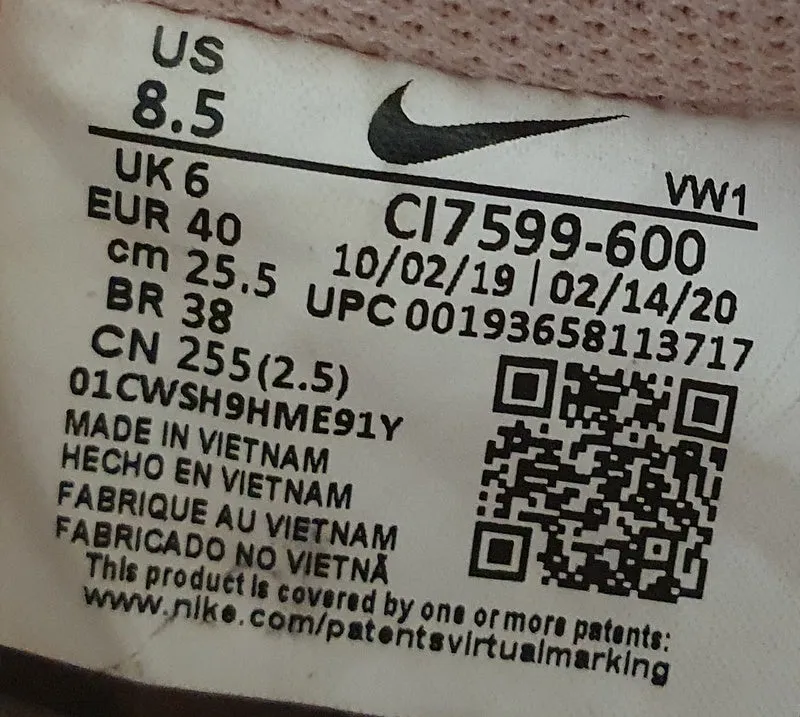 US
8.5
UK 6
EUR 40
cm 25.5
BR 38
CN 255(2.5)
VW1
CI7599-600
10/02/19 | 02/14/20
UPC 00193658113717
01CWSH9HME91Y
MADE IN VIETNAM
HECHO EN VIETNAM
FABRIQUE AU VIETNAM
FABRICADO NO VIETNÃ
This product is covered by one or more patents:
www.nike.com/patentsvirtualmarking